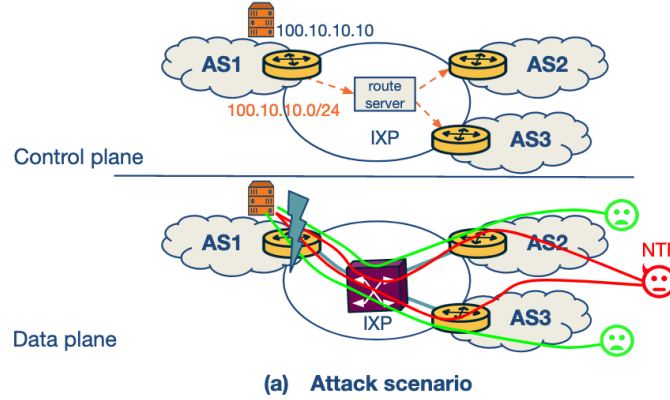 100.10.10.10
AS1
AS2
route
server
100.10.10.0/24
IXP
AS3
Control plane
AS1
AS2
NTI
IXP
AS3
Data plane
(a) Attack scenario